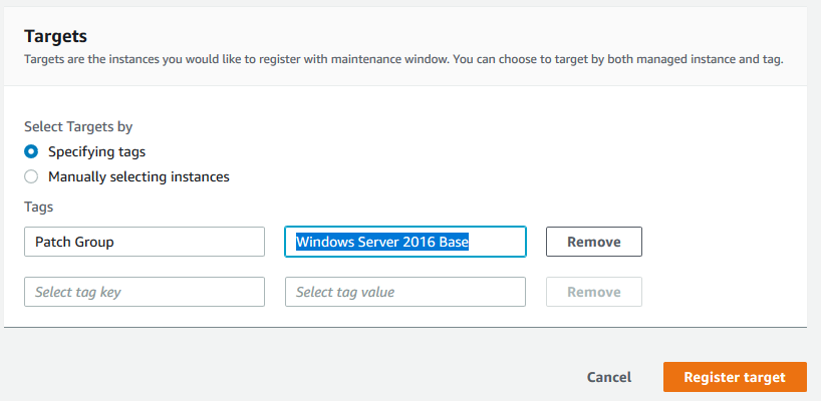 Targets
Targets are the instances you would like to register with maintenance window. You can choose to target by both managed instance and tag.
Select Targets by
Specifying tags
Manually selecting instances
Tags
Patch Group Windows Server 2016 Base Remove
Select tag key Select tag value Remove
Cancel Register target